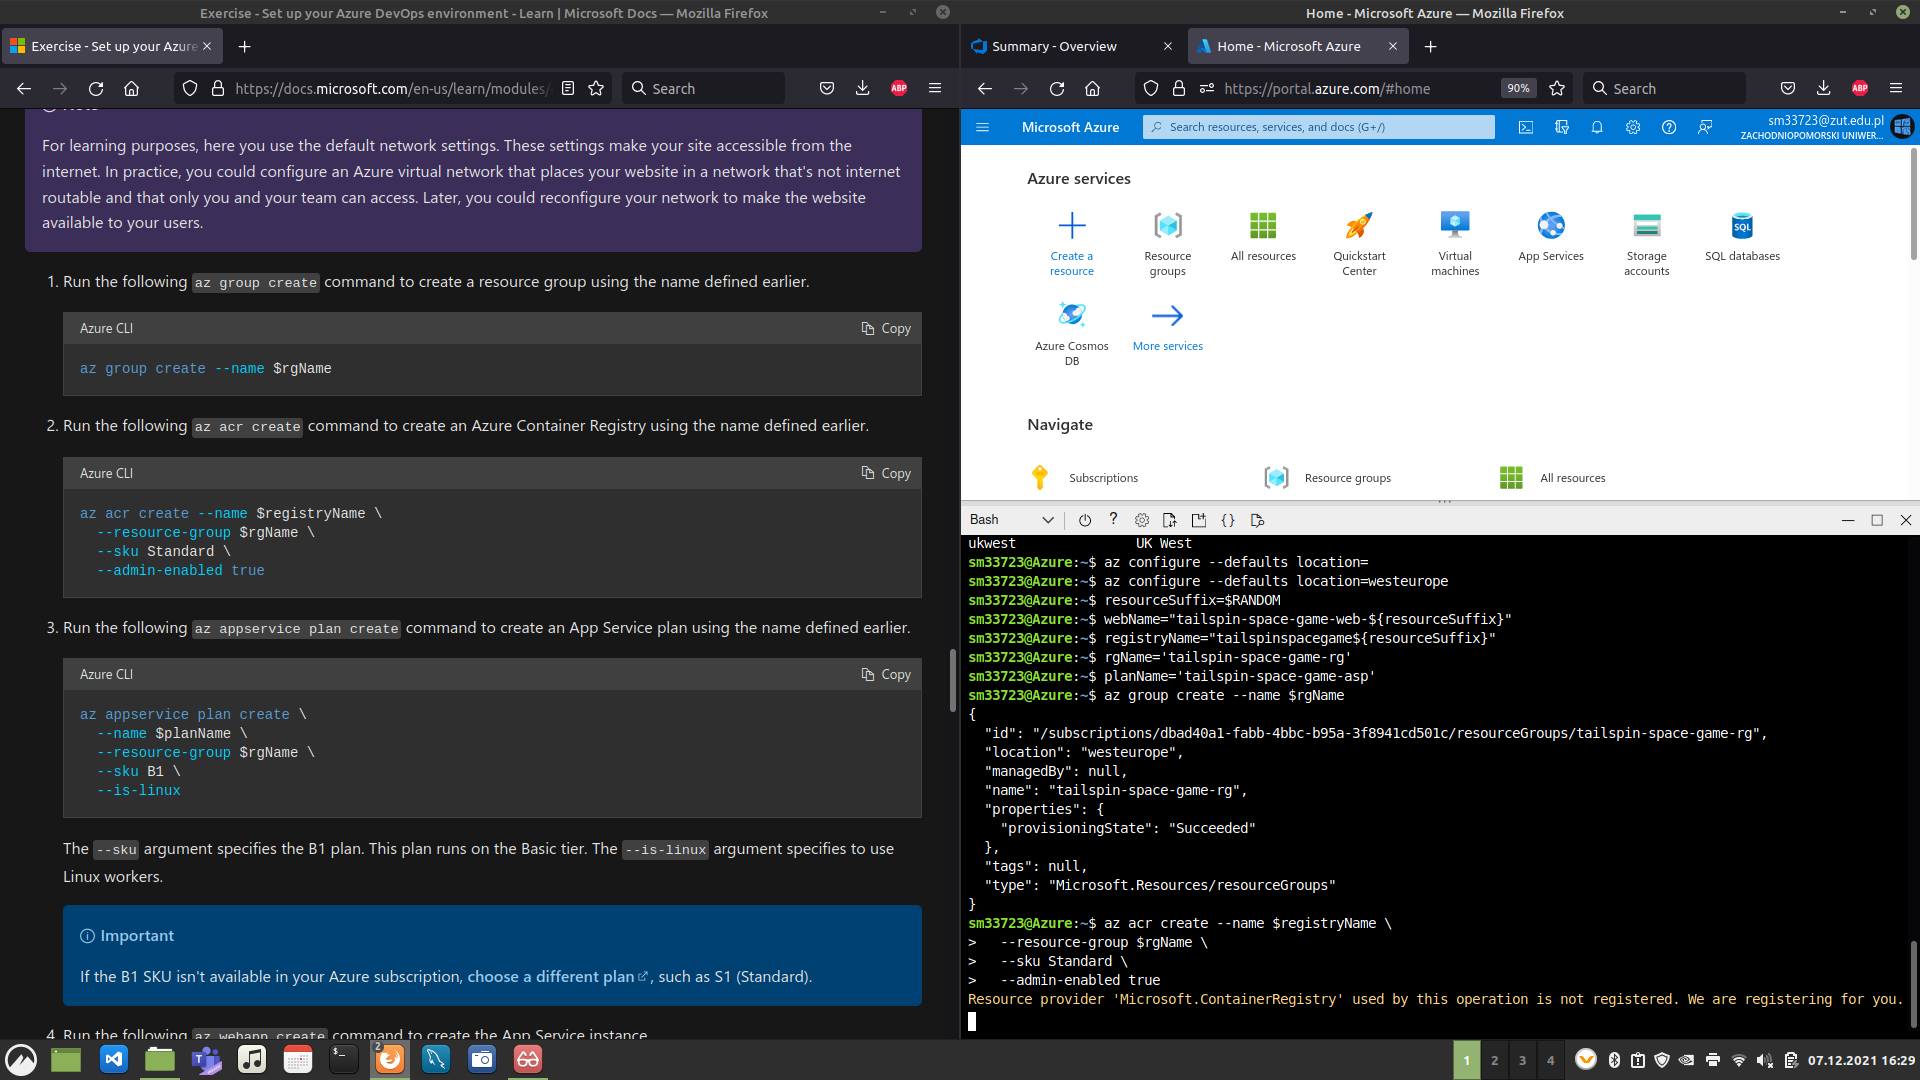 Exercise - Set up your Azure DevOps environment - Learn | Microsoft Docs — Mozilla Firefox
Exercise - Set up your Azure
https://docs.microsoft.com/en-us/learn/modules/
Search
ABP
For learning purposes, here you use the default network settings. These settings make your site accessible from the
internet. In practice, you could configure an Azure virtual network that places your website in a network that's not internet
routable and that only you and your team can access. Later, you could reconfigure your network to make the website
available to your users.
1. Run the following az group create command to create a resource group using the name defined earlier.
Azure CLI
Copy
az group create --name $rgName
2. Run the following az acr create command to create an Azure Container Registry using the name defined earlier.
Azure CLI
Copy
az acr create --name $registryName \
--resource-group $rgName \
--sku Standard \
--admin-enabled true
3. Run the following az appservice plan create command to create an App Service plan using the name defined earlier.
Azure CLI
Copy
az appservice plan create \
--name $planName \
--resource-group $rgName \
--sku B1 \
--is-linux
The --sku argument specifies the B1 plan. This plan runs on the Basic tier. The --is-linux argument specifies to use
Linux workers.
Important
If the B1 SKU isn't available in your Azure subscription, choose a different plan, such as S1 (Standard).
4. Run the following az webapp create command to create the App Service instance.
Home - Microsoft Azure — Mozilla Firefox
Summary - Overview
Home - Microsoft Azure
https://portal.azure.com/#home
90%
Search
ABP
Microsoft Azure
Search resources, services, and docs (G+/)
sm33723@zut.edu.pl
ZACHODNIOPOMORSKI UNIWER...
Azure services
Create a
resource
Resource
groups
All resources
Quickstart
Center
Virtual
machines
App Services
Storage
accounts
SQL
SQL databases
Azure Cosmos
DB
More services
Navigate
Subscriptions
Resource groups
All resources
Bash
ukwest UK West
sm33723@Azure:~$ az configure --defaults location=
sm33723@Azure:~$ az configure --defaults location=westeurope
sm33723@Azure:~$ resourceSuffix=$RANDOM
sm33723@Azure:~$ webName="tailspin-space-game-web-${resourceSuffix}"
sm33723@Azure:~$ registryName="tailspinspacegame${resourceSuffix}"
sm33723@Azure:~$ rgName='tailspin-space-game-rg'
sm33723@Azure:~$ planName='tailspin-space-game-asp'
sm33723@Azure:~$ az group create --name $rgName
{
"id": "/subscriptions/dbad40a1-fabb-4bbc-b95a-3f8941cd501c/resourceGroups/tailspin-space-game-rg",
"location": "westeurope",
"managedBy": null,
"name": "tailspin-space-game-rg",
"properties": {
"provisioningState": "Succeeded"
},
"tags": null,
"type": "Microsoft.Resources/resourceGroups"
}
sm33723@Azure:~$ az acr create --name $registryName \
> --resource-group $rgName \
> --sku Standard \
> --admin-enabled true
Resource provider 'Microsoft.ContainerRegistry' used by this operation is not registered. We are registering for you.
2
1 2 3 4
07.12.2021 16:29